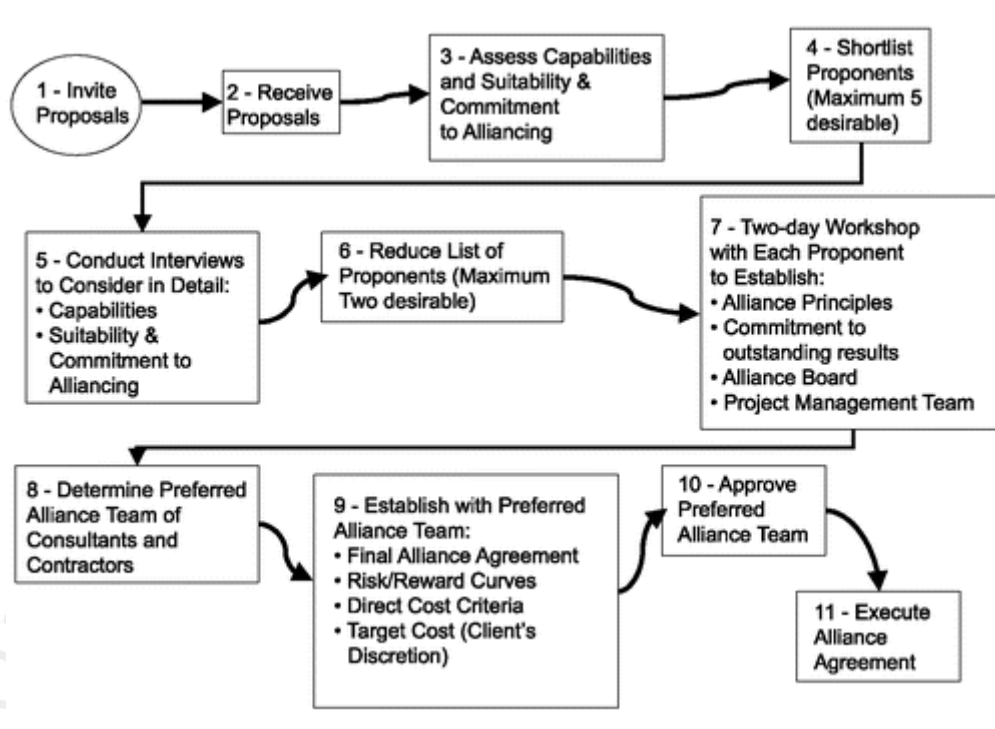 1 - Invite
Proposals
2 - Receive
Proposals
3 - Assess Capabilities
and Suitability &
Commitment
to Alliancing
4 - Shortlist
Proponents
(Maximum 5
desirable)
5 - Conduct Interviews
to Consider in Detail:
• Capabilities
• Suitability &
Commitment to
Alliancing
6 - Reduce List of
Proponents (Maximum
Two desirable)
7 - Two-day Workshop
with Each Proponent
to Establish:
• Alliance Principles
• Commitment to
outstanding results
• Alliance Board
• Project Management Team
8 - Determine Preferred
Alliance Team of
Consultants and
Contractors
9 - Establish with Preferred
Alliance Team:
• Final Alliance Agreement
• Risk/Reward Curves
• Direct Cost Criteria
• Target Cost (Client's
Discretion)
10 - Approve
Preferred
Alliance Team
11 - Execute
Alliance
Agreement